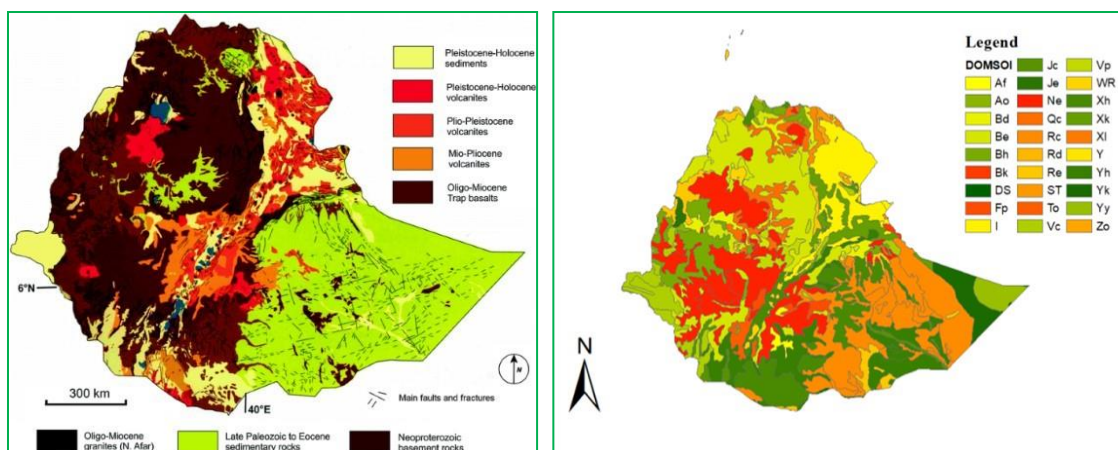 Pleistocene-Holocene
sediments
Pleistocene-Holocene
volcanites
Plio-Pleistocene
volcanites
Mio-Pliocene
volcanites
Oligo-Miocene
Trap basalts
6°N
300 km
40°E
N
Main faults and fractures
Oligo-Miocene
granites (N. Afar)
Late Paleozoic to Eocene
sedimentary rocks
Neoproterozoic
basement rocks
Legend
DOMSOI
Af
Ao
Bd
Be
Bh
Bk
DS
Fp
I
Jc
Je
Ne
Qc
Rc
Rd
Re
ST
To
Vc
Vp
WR
Xh
Xk
Xl
Y
Yh
Yk
Yy
Zo
N